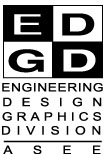 E D
G D
ENGINEERING
DESIGN
GRAPHICS
DIVISION
A S E E